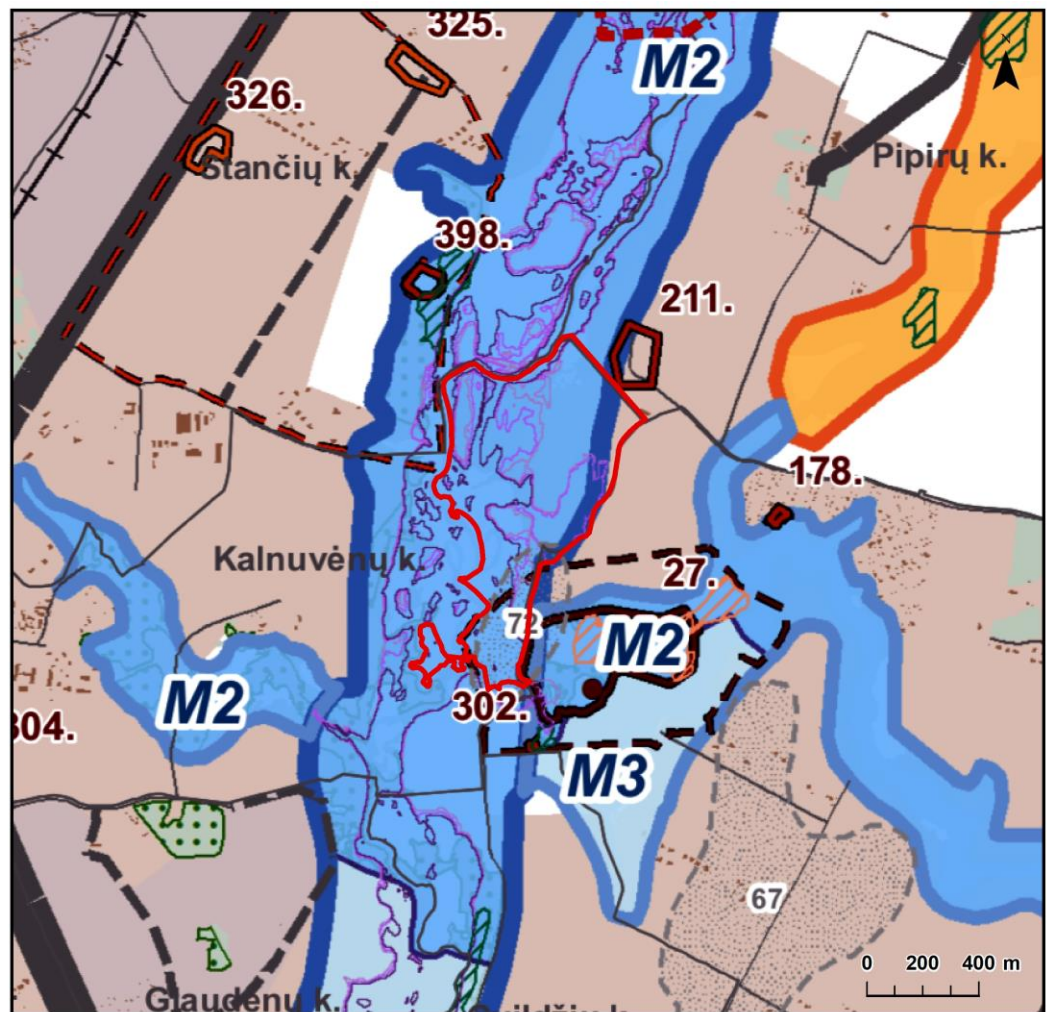 325.
M2
N
326.
Stančių k.
Pipirų k.
398.
211.
178.
Kalnuvėnų k.
27.
72
M2
M2
302.
304.
M3
67
0 200 400 m
Glaudėnų k.